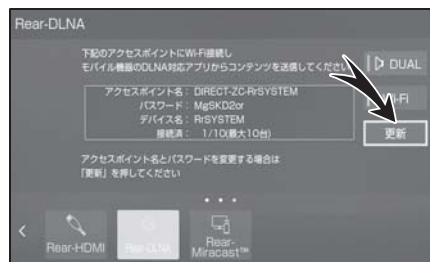 Rear-DLNA
下記のアクセスポイントにWi-Fi接続し
モバイル機器のDLNA対応アプリからコンテンツを送信してください
DUAL
アクセスポイント名：DIRECT-ZC-RrSYSTEM
パスワード：MgSKD2or
デバイス名：RrSYSTEM
接続済：1/10(最大10台)
Wi-Fi
更新
アクセスポイント名とパスワードを変更する場合は
「更新」を押してください
Rear-HDMI
Rear-DLNA
Rear-
Miracast™